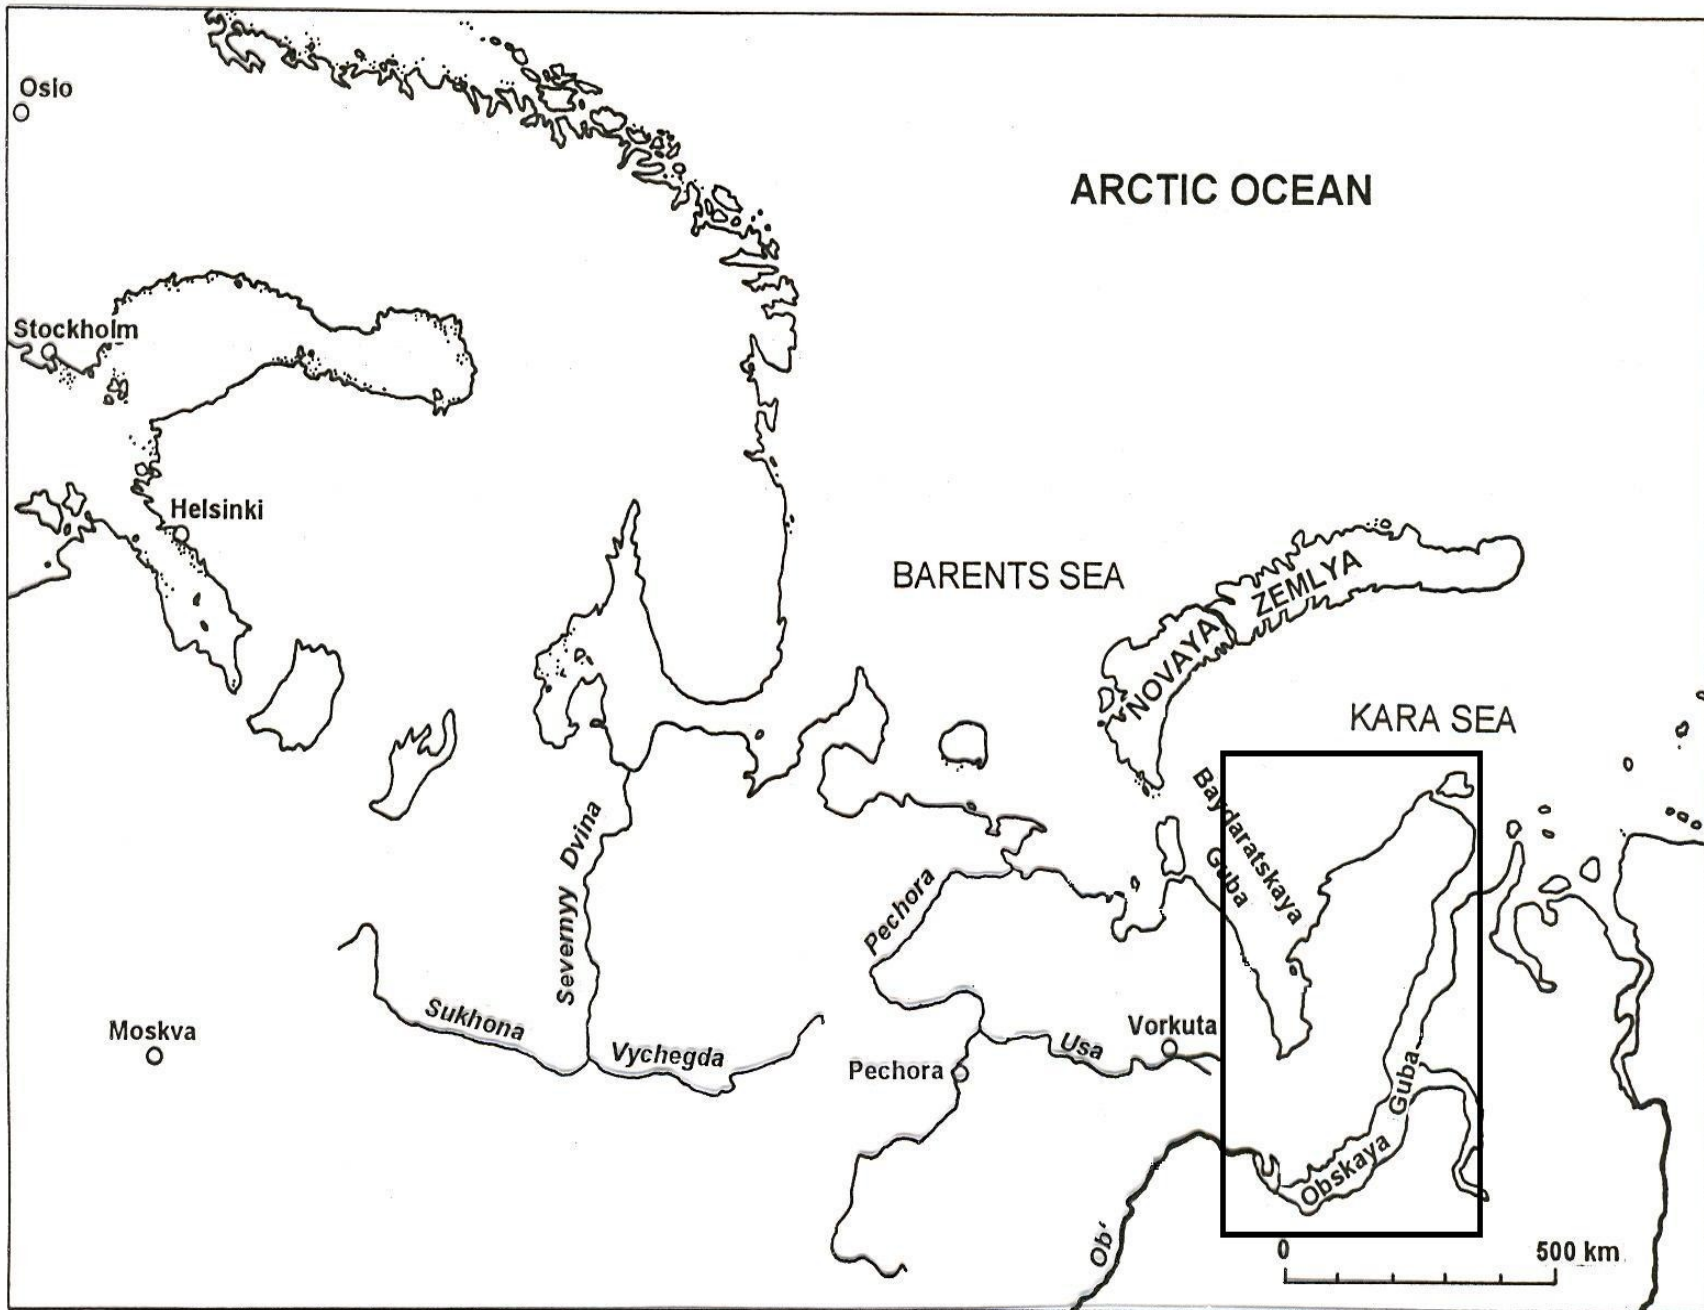 Oslo
ARCTIC OCEAN
Stockholm
Helsinki
BARENTS SEA
NOVAYA ZEMLYA
KARA SEA
Baydaratskaya
Guba
Severnyy Dvina
Pechora
Sukhona
Vychegda
Moskva
Pechora
Usa
Vorkuta
Obskaya Guba
Ob'
0 500 km